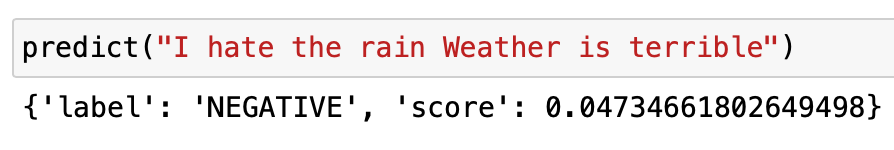 predict("I hate the rain Weather is terrible")
{'label': 'NEGATIVE', 'score': 0.04734661802649498}